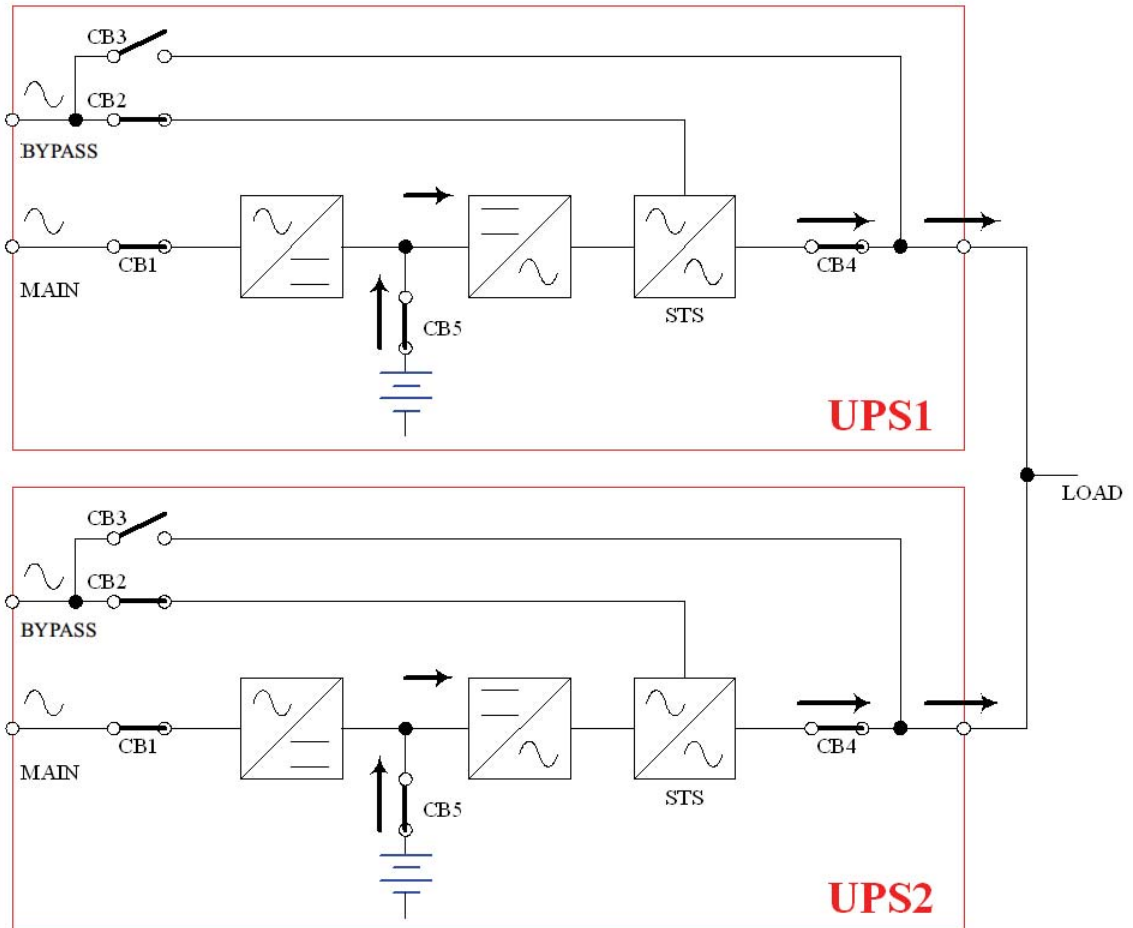 CB3
CB2
BYPASS
MAIN
CB1
CB5
STS
CB4
UPS1
LOAD
CB3
CB2
BYPASS
MAIN
CB1
CB5
STS
CB4
UPS2